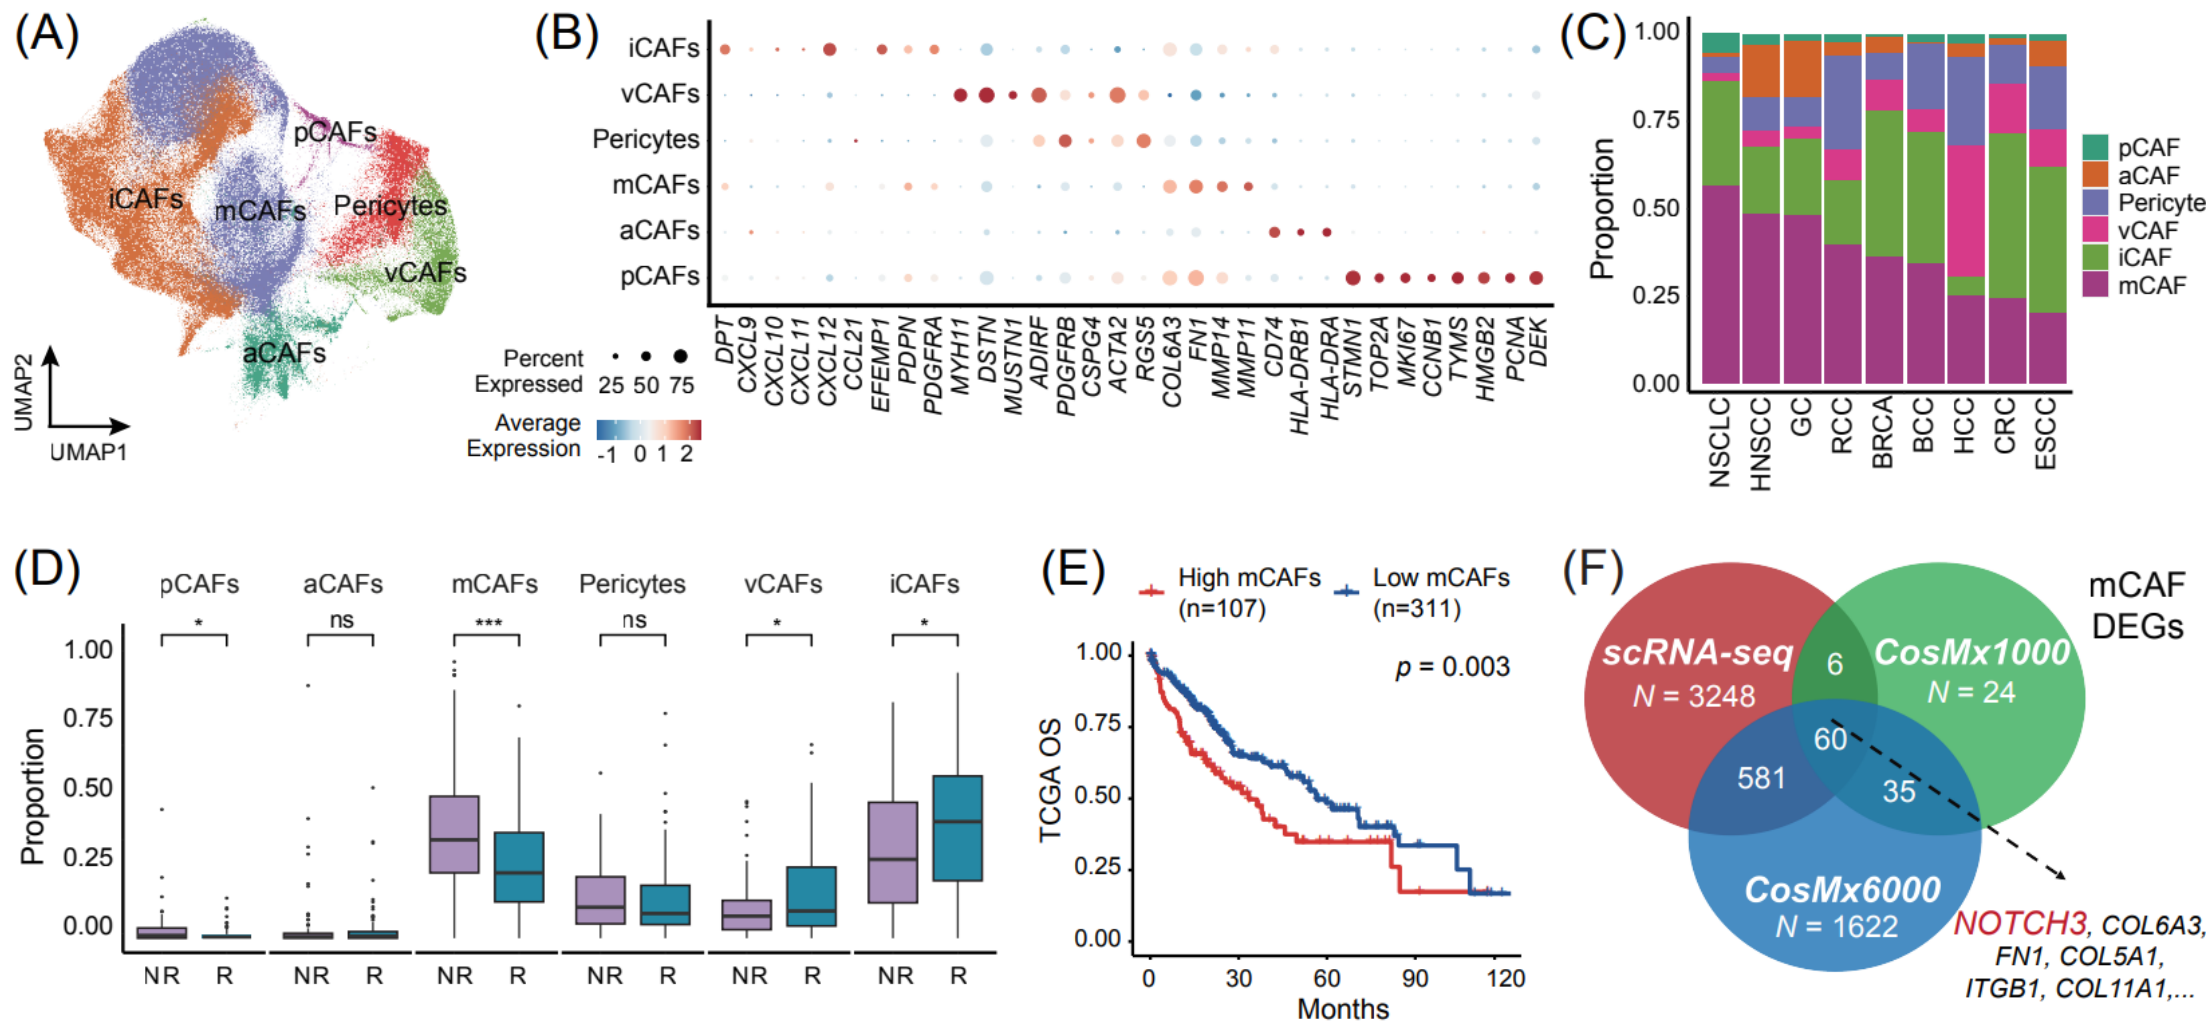 (A)
pCAFs
iCAFs
mCAFs
Pericytes
vCAFs
aCAFs
UMAP2
UMAP1
(B)
iCAFs
vCAFs
Pericytes
mCAFs
aCAFs
pCAFs
DPT
CXCL9
CXCL10
CXCL11
CXCL12
CCL21
EFEMP1
PDPN
PDGFRA
MYH11
DSTN
MUSTN1
ADIRF
PDGFRB
CSPG4
ACTA2
RGS5
COL6A3
FN1
MMP14
MMP11
CD74
HLA-DRB1
HLA-DRA
STMN1
TOP2A
MKI67
CCNB1
TYMS
HMGB2
PCNA
DEK
Percent
Expressed
25 50 75
Average
Expression
-1 0 1 2
(C)
Proportion
1.00
0.75
0.50
0.25
0.00
NSCLC
HNSCC
GC
RCC
BRCA
BCC
HCC
CRC
ESCC
pCAF
aCAF
Pericyte
vCAF
iCAF
mCAF
(D)
pCAFs aCAFs mCAFs Pericytes vCAFs iCAFs
* ns *** ns * *
Proportion
1.00
0.75
0.50
0.25
0.00
NR R NR R NR R NR R NR R NR R
(E)
High mCAFs
(n=107)
Low mCAFs
(n=311)
p = 0.003
TCGA OS
1.00
0.75
0.50
0.25
0.00
0 30 60 90 120
Months
(F)
mCAF
DEGs
scRNA-seq
N = 3248
6
CosMx1000
N = 24
60
581
35
CosMx6000
N = 1622
NOTCH3, COL6A3,
FN1, COL5A1,
ITGB1, COL11A1,...